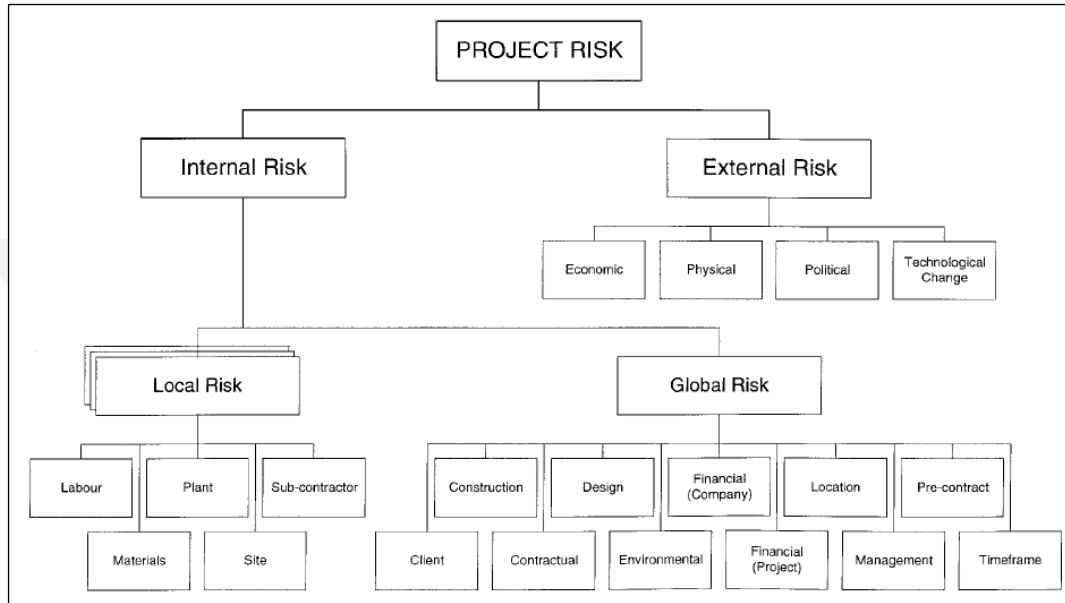 PROJECT RISK
Internal Risk
External Risk
Economic
Physical
Political
Technological
Change
Local Risk
Global Risk
Labour
Plant
Sub-contractor
Construction
Design
Financial
(Company)
Location
Pre-contract
Materials
Site
Client
Contractual
Environmental
Financial
(Project)
Management
Timeframe